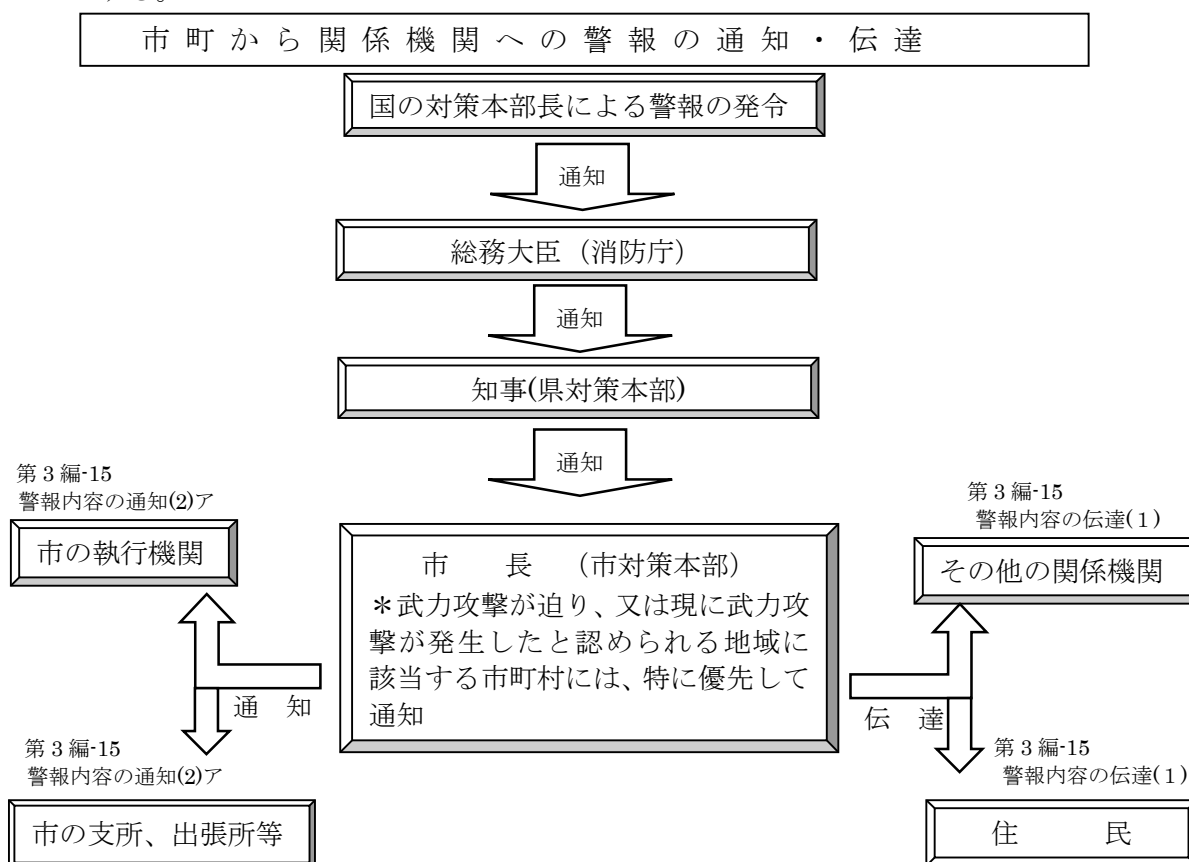 する。
市町から関係機関への警報の通知・伝達
国の対策本部長による警報の発令
通知
総務大臣（消防庁）
通知
知事(県対策本部)
通知
第3編-15
警報内容の通知(2)ア
市の執行機関
市　長　（市対策本部）
＊武力攻撃が迫り、又は現に武力攻
撃が発生したと認められる地域に
該当する市町村には、特に優先して
通知
第3編-15
警報内容の伝達(１)
その他の関係機関
通　知
伝　達
第3編-15
警報内容の通知(2)ア
市の支所、出張所等
第3編-15
警報内容の伝達(１)
住　民